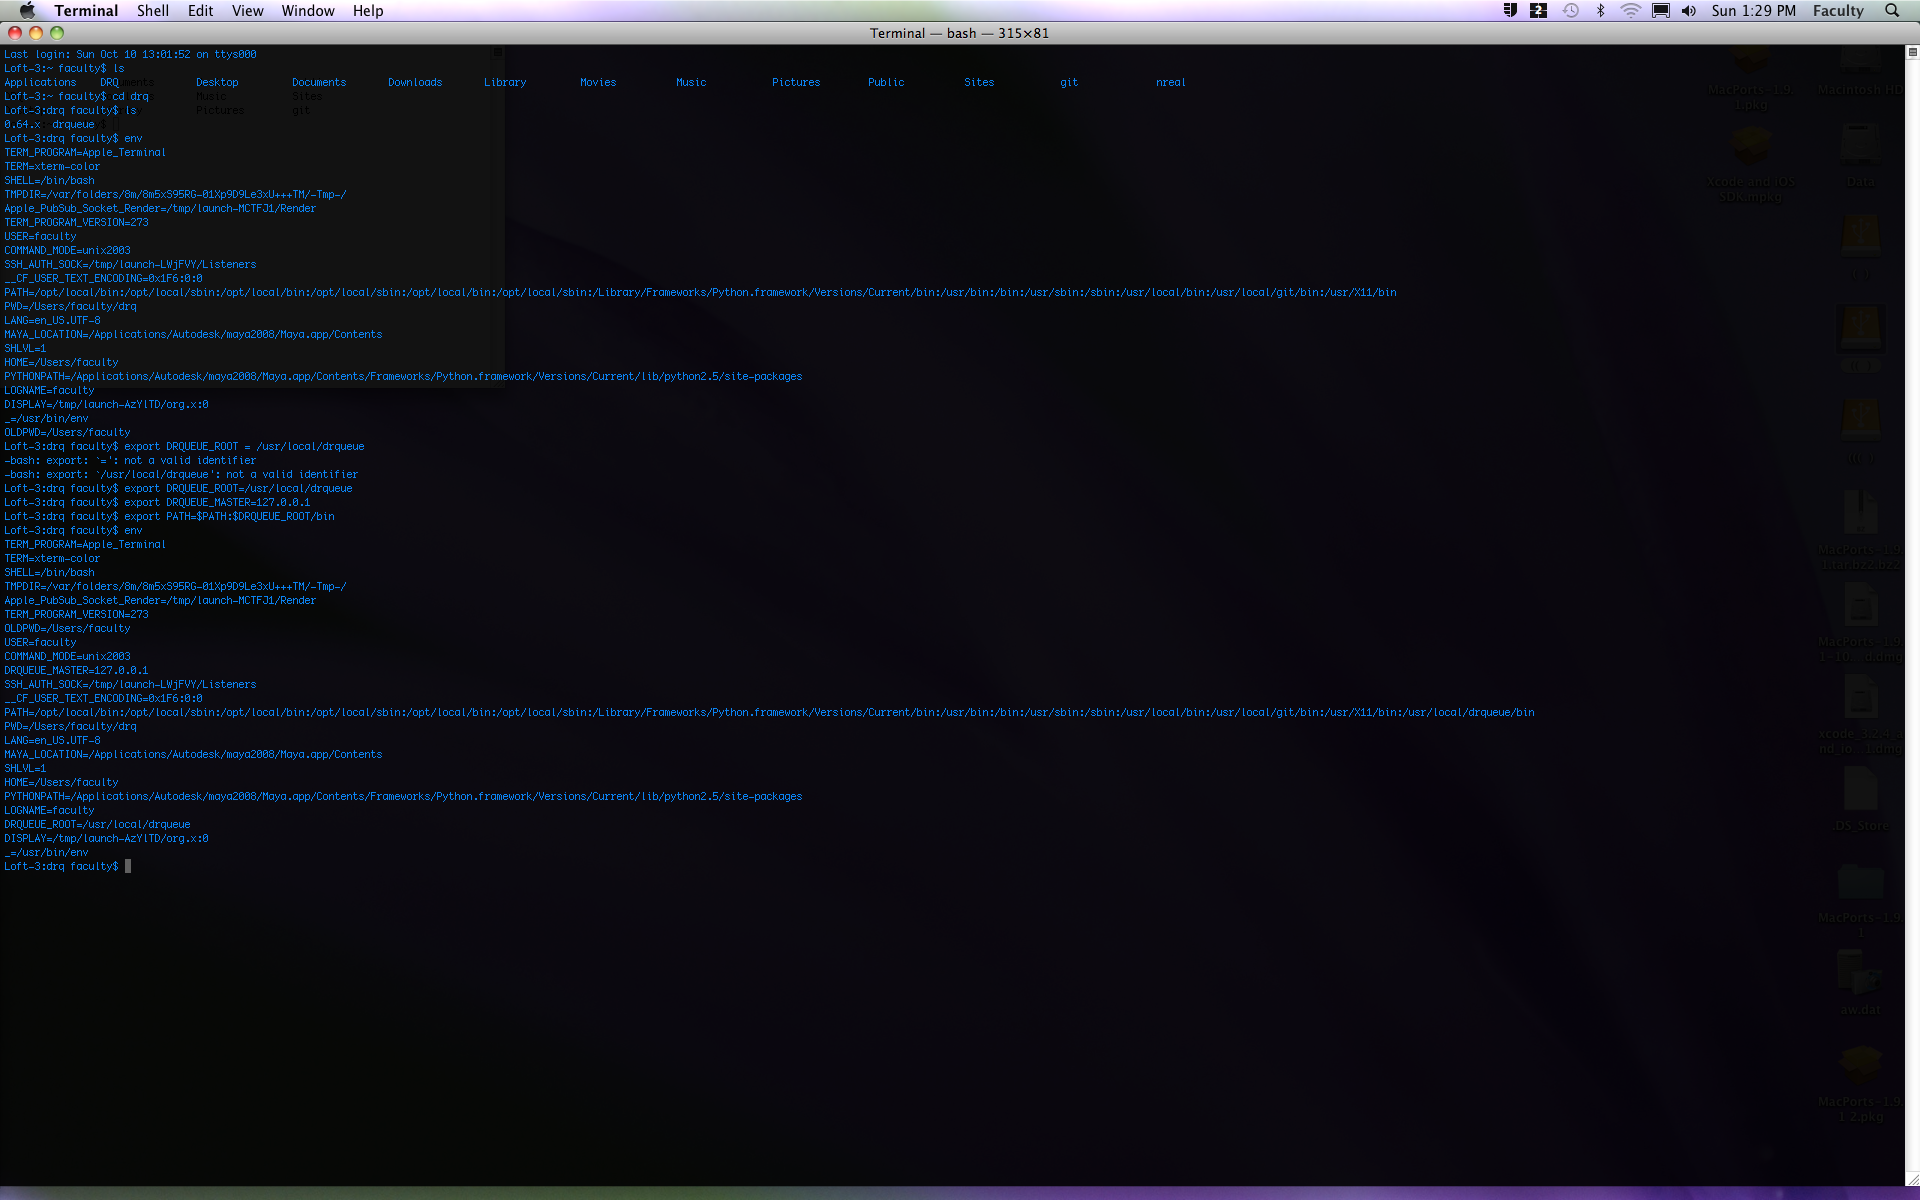 Terminal Shell Edit View Window Help 2 Sun 1:29 PM Faculty
Terminal — bash — 315×81
Last login: Sun Oct 10 13:01:52 on ttys000
Loft-3:~ faculty$ ls
Applications DRQ Desktop Documents Downloads Library Movies Music Pictures Public Sites git nreal
Loft-3:~ faculty$ cd drq
Loft-3:drq faculty$ ls
0.64.x drqueue
Loft-3:drq faculty$ env
TERM_PROGRAM=Apple_Terminal
TERM=xterm-color
SHELL=/bin/bash
TMPDIR=/var/folders/8m/8m5xS95RG-01Xp9D9Le3xU+++TM/-Tmp-/
Apple_PubSub_Socket_Render=/tmp/launch-MCTFJ1/Render
TERM_PROGRAM_VERSION=273
USER=faculty
COMMAND_MODE=unix2003
SSH_AUTH_SOCK=/tmp/launch-LWjFVY/Listeners
__CF_USER_TEXT_ENCODING=0x1F6:0:0
PATH=/opt/local/bin:/opt/local/sbin:/opt/local/bin:/opt/local/sbin:/opt/local/bin:/opt/local/sbin:/Library/Frameworks/Python.framework/Versions/Current/bin:/usr/bin:/bin:/usr/sbin:/sbin:/usr/local/bin:/usr/local/git/bin:/usr/X11/bin
PWD=/Users/faculty/drq
LANG=en_US.UTF-8
MAYA_LOCATION=/Applications/Autodesk/maya2008/Maya.app/Contents
SHLVL=1
HOME=/Users/faculty
PYTHONPATH=/Applications/Autodesk/maya2008/Maya.app/Contents/Frameworks/Python.framework/Versions/Current/lib/python2.5/site-packages
LOGNAME=faculty
DISPLAY=/tmp/launch-AzYlTD/org.x:0
_=/usr/bin/env
OLDPWD=/Users/faculty
Loft-3:drq faculty$ export DRQUEUE_ROOT = /usr/local/drqueue
-bash: export: `=': not a valid identifier
-bash: export: `/usr/local/drqueue': not a valid identifier
Loft-3:drq faculty$ export DRQUEUE_ROOT=/usr/local/drqueue
Loft-3:drq faculty$ export DRQUEUE_MASTER=127.0.0.1
Loft-3:drq faculty$ export PATH=$PATH:$DRQUEUE_ROOT/bin
Loft-3:drq faculty$ env
TERM_PROGRAM=Apple_Terminal
TERM=xterm-color
SHELL=/bin/bash
TMPDIR=/var/folders/8m/8m5xS95RG-01Xp9D9Le3xU+++TM/-Tmp-/
Apple_PubSub_Socket_Render=/tmp/launch-MCTFJ1/Render
TERM_PROGRAM_VERSION=273
OLDPWD=/Users/faculty
USER=faculty
COMMAND_MODE=unix2003
DRQUEUE_MASTER=127.0.0.1
SSH_AUTH_SOCK=/tmp/launch-LWjFVY/Listeners
__CF_USER_TEXT_ENCODING=0x1F6:0:0
PATH=/opt/local/bin:/opt/local/sbin:/opt/local/bin:/opt/local/sbin:/opt/local/bin:/opt/local/sbin:/Library/Frameworks/Python.framework/Versions/Current/bin:/usr/bin:/bin:/usr/sbin:/sbin:/usr/local/bin:/usr/local/git/bin:/usr/X11/bin:/usr/local/drqueue/bin
PWD=/Users/faculty/drq
LANG=en_US.UTF-8
MAYA_LOCATION=/Applications/Autodesk/maya2008/Maya.app/Contents
SHLVL=1
HOME=/Users/faculty
PYTHONPATH=/Applications/Autodesk/maya2008/Maya.app/Contents/Frameworks/Python.framework/Versions/Current/lib/python2.5/site-packages
LOGNAME=faculty
DRQUEUE_ROOT=/usr/local/drqueue
DISPLAY=/tmp/launch-AzYlTD/org.x:0
_=/usr/bin/env
Loft-3:drq faculty$
Music Sites
Pictures git
MacPorts-1.9.
1.pkg
Macintosh HD
Xcode and iOS
SDK.mpkg
Data
MacPorts-1.9.
1.tar.bz2.bz2
MacPorts-1.9.
1-10....d.dmg
xcode_3.2.4_a
nd_io...1.dmg
.DS_Store
MacPorts-1.9.
1
aw.dat
MacPorts-1.9.
1 2.pkg